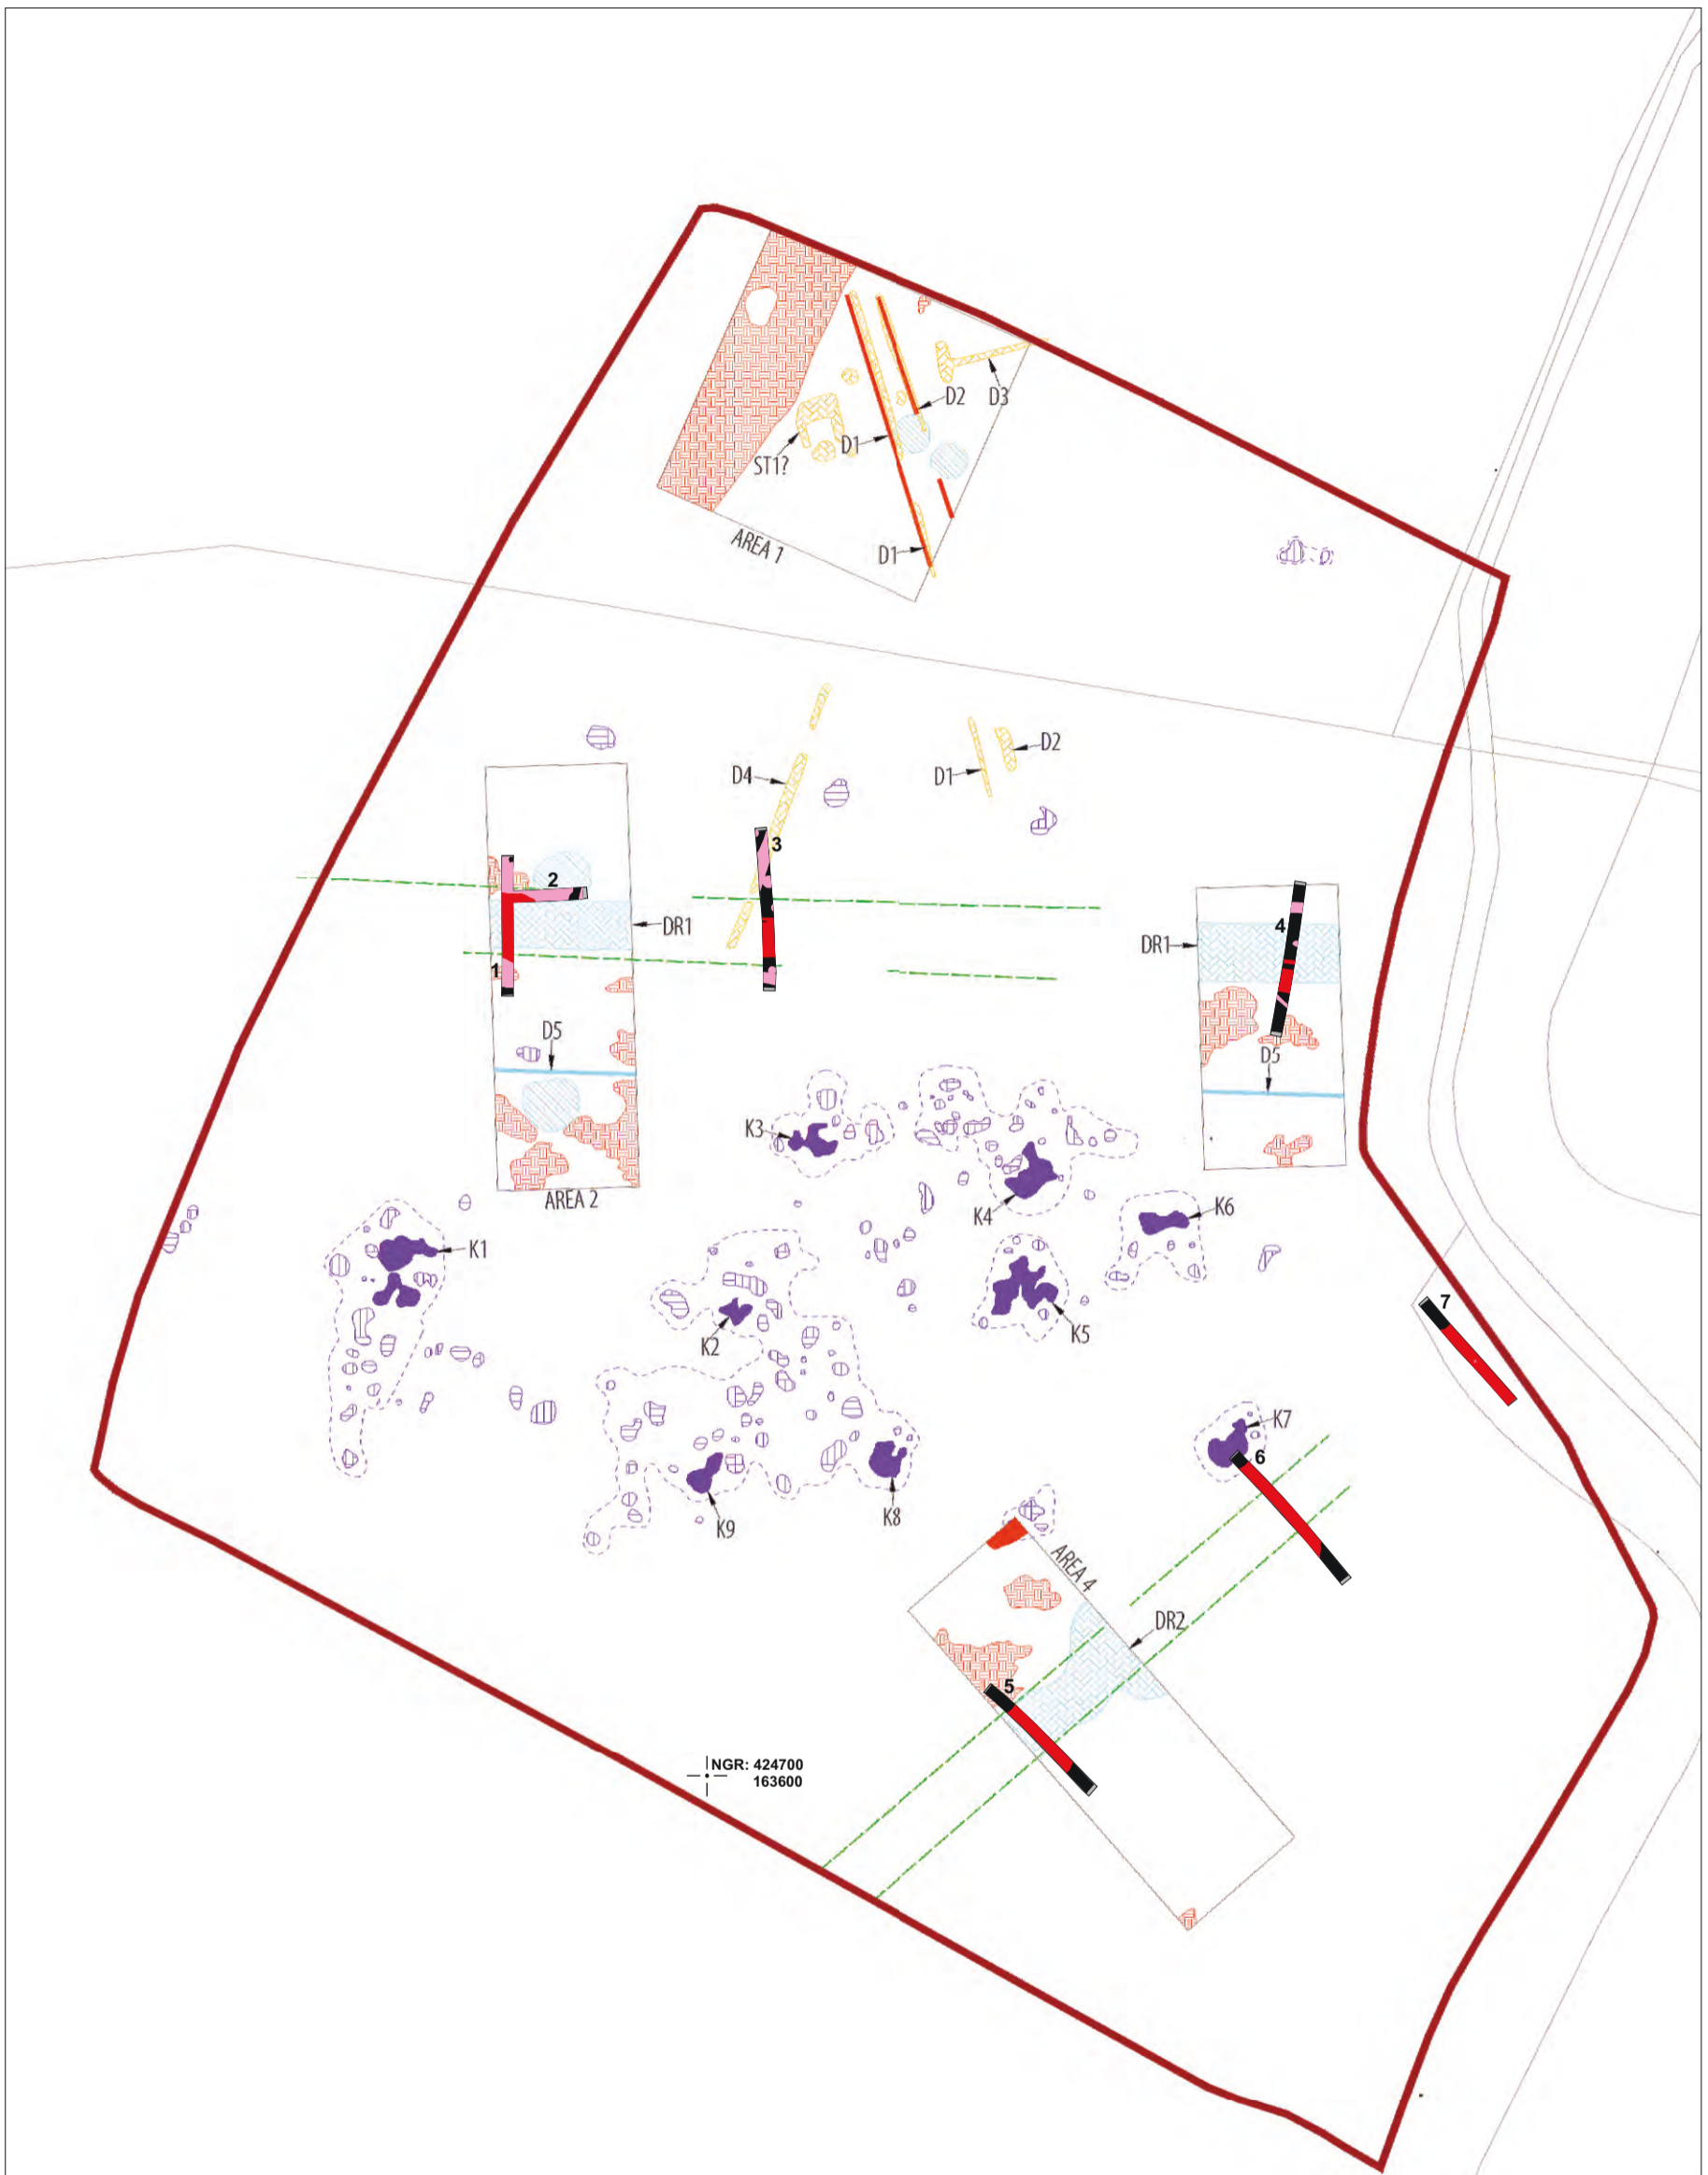 D2
D3
D1
ST1?
AREA 1
D1
D2
D4
D1
3
2
DR1
4
DR1
1
D5
D5
K3
AREA 2
K4
K6
K1
7
K5
K2
K7
6
K8
K9
AREA 4
DR2
5
NGR: 424700
163600